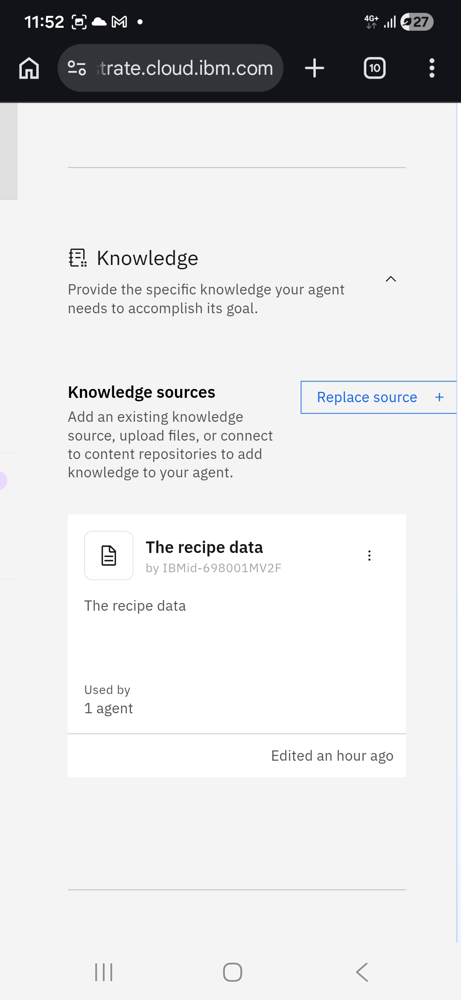 11:52
4G+
27
strate.cloud.ibm.com
10
Knowledge
Provide the specific knowledge your agent
needs to accomplish its goal.
Knowledge sources
Replace source +
Add an existing knowledge
source, upload files, or connect
to content repositories to add
knowledge to your agent.
The recipe data
by IBMid-698001MV2F
The recipe data
Used by
1 agent
Edited an hour ago